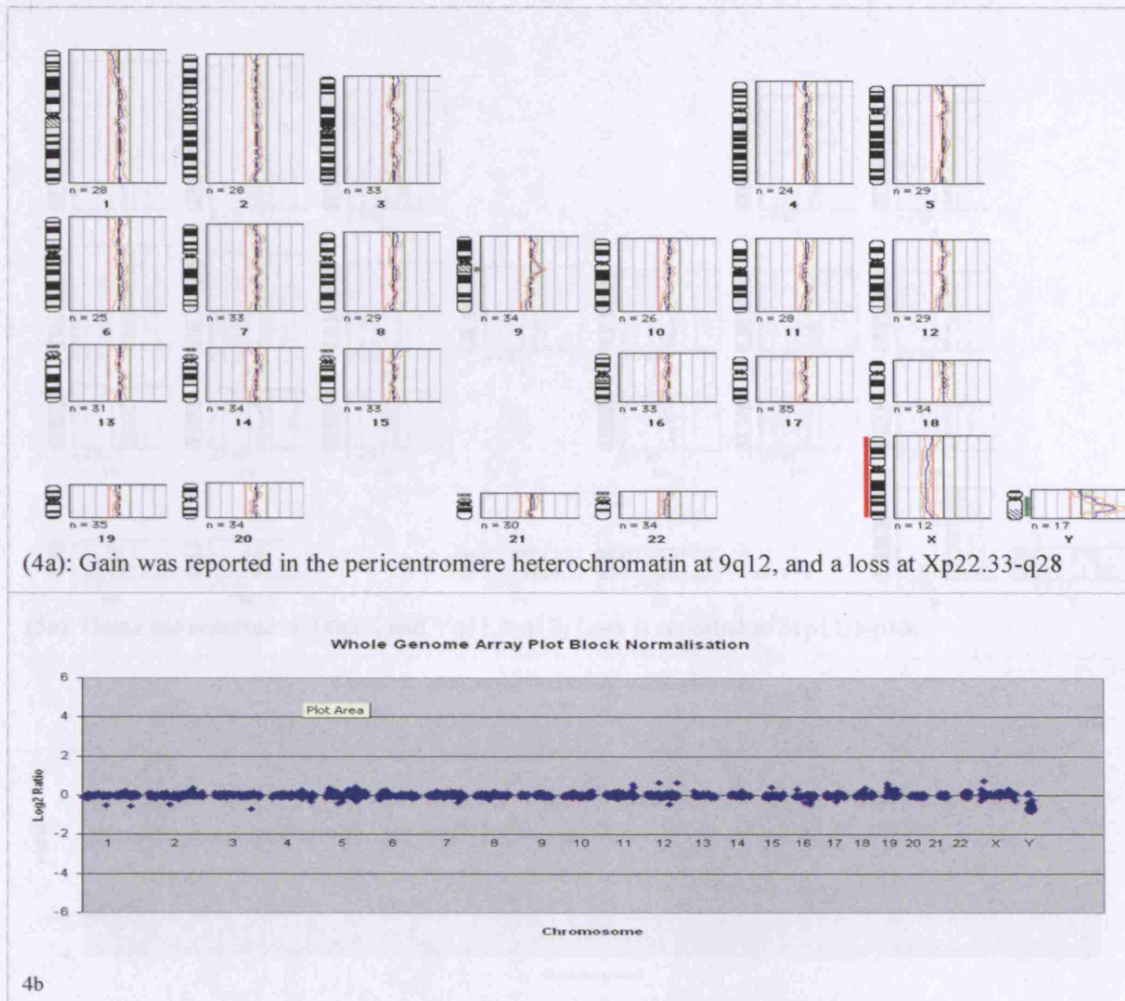 n = 28
1
n = 28
2
n = 33
3
n = 24
4
n = 29
5
n = 25
6
n = 33
7
n = 29
8
n = 34
9
n = 26
10
n = 28
11
n = 29
12
n = 31
13
n = 34
14
n = 33
15
n = 33
16
n = 35
17
n = 34
18
n = 35
19
n = 34
20
n = 30
21
n = 34
22
n = 12
X
n = 17
Y
(4a): Gain was reported in the pericentromere heterochromatin at 9q12, and a loss at Xp22.33-q28
Whole Genome Array Plot Block Normalisation
6
Plot Area
4
2
0
-2
-4
-6
Log2 Ratio
1 2 3 4 5 6 7 8 9 10 11 12 13 14 15 16 17 18 19 20 21 22 X Y
Chromosome
4b